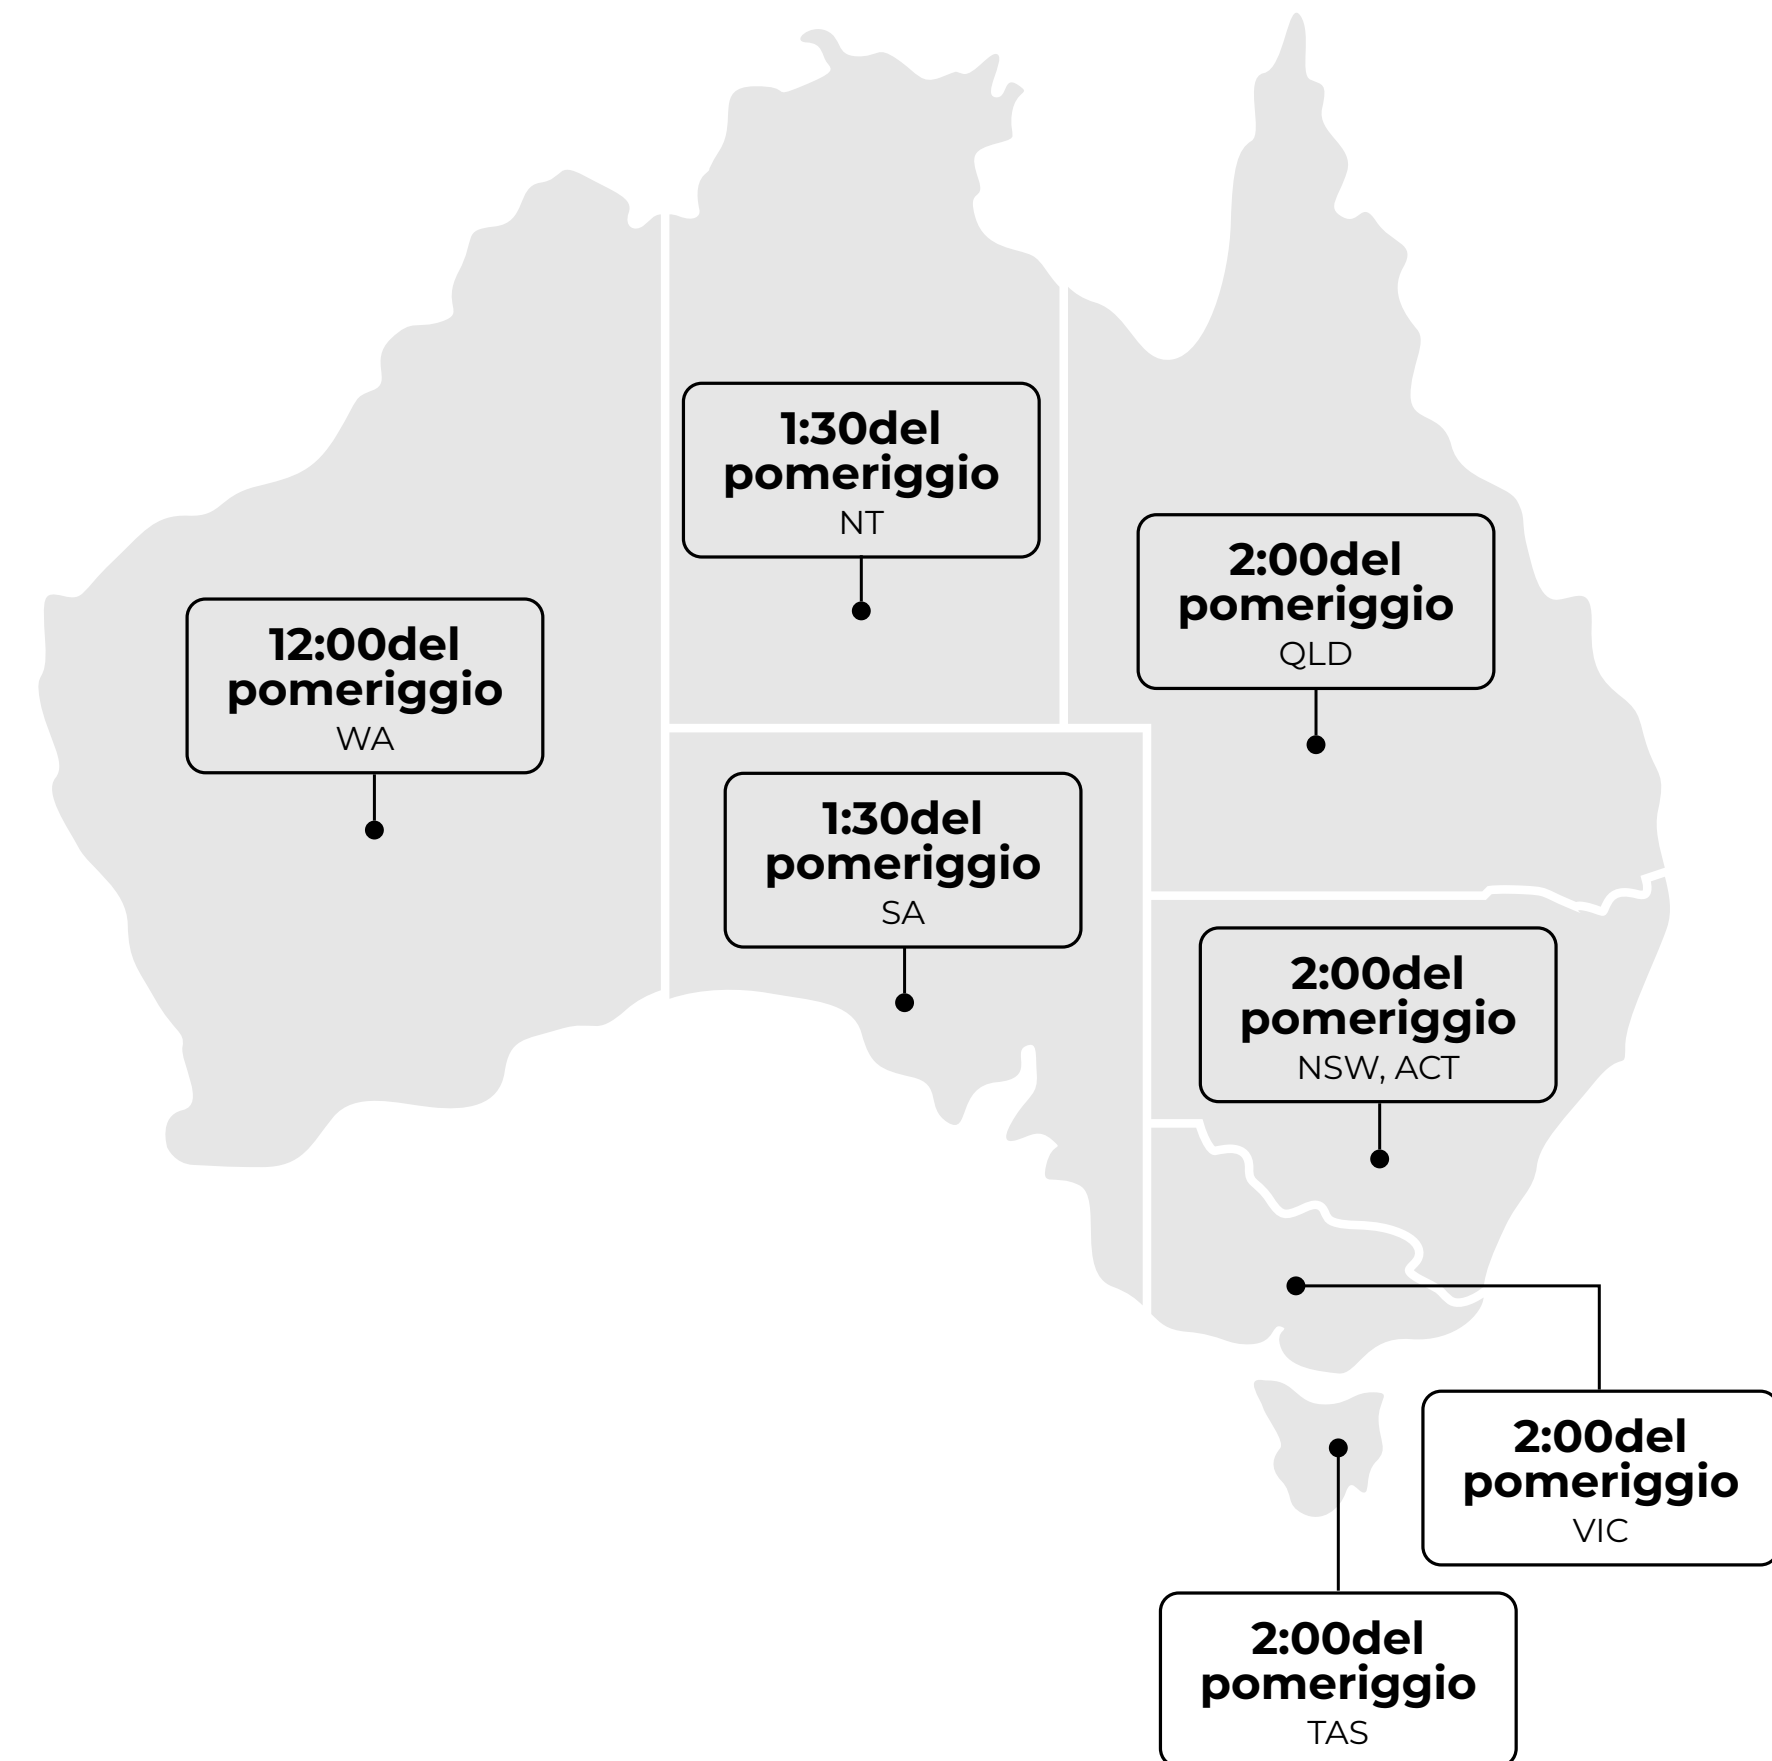 1:30del
pomeriggio
NT
2:00del
pomeriggio
QLD
12:00del
pomeriggio
WA
1:30del
pomeriggio
SA
2:00del
pomeriggio
NSW, ACT
2:00del
pomeriggio
VIC
2:00del
pomeriggio
TAS